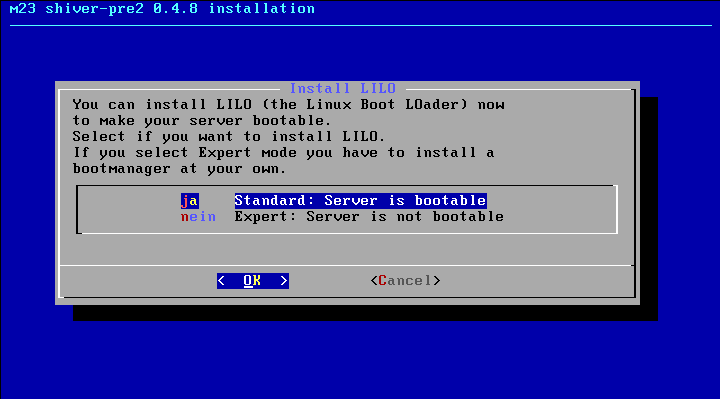 m23 shiver-pre2 0.4.8 installation
Install LILO
You can install LILO (the Linux Boot LOader) now
to make your server bootable.
Select if you want to install LILO.
If you select Expert mode you have to install a
bootmanager at your own.
ja Standard: Server is bootable
nein Expert: Server is not bootable
< OK > <Cancel>